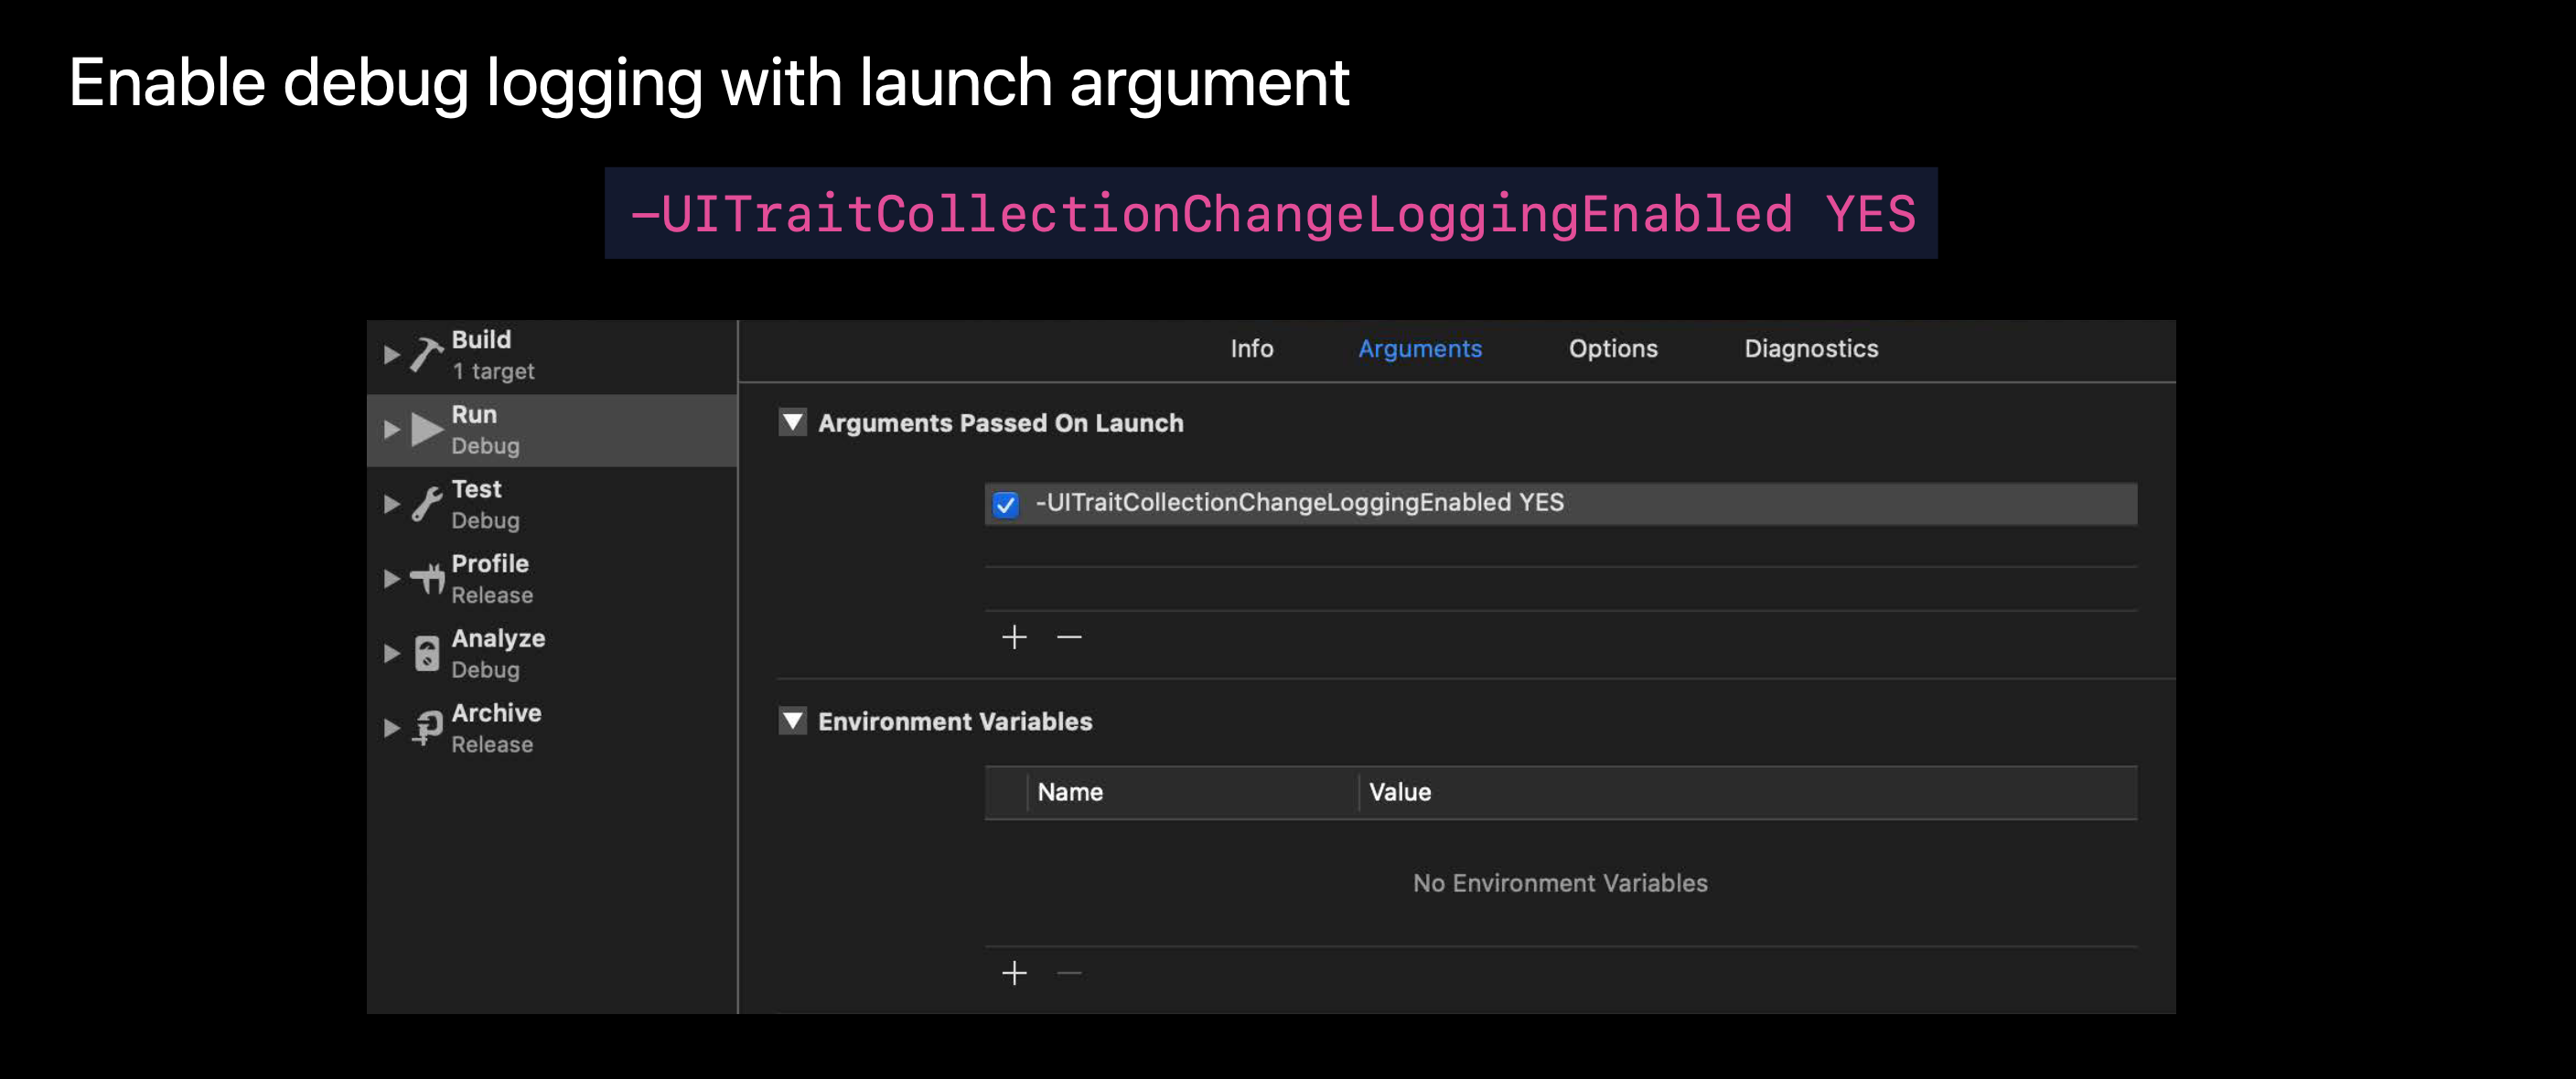 Enable debug logging with launch argument
-UITraitCollectionChangeLoggingEnabled YES
Build
1 target
Run
Debug
Test
Debug
Profile
Release
Analyze
Debug
Archive
Release
Info Arguments Options Diagnostics
Arguments Passed On Launch
-UITraitCollectionChangeLoggingEnabled YES
Environment Variables
Name Value
No Environment Variables